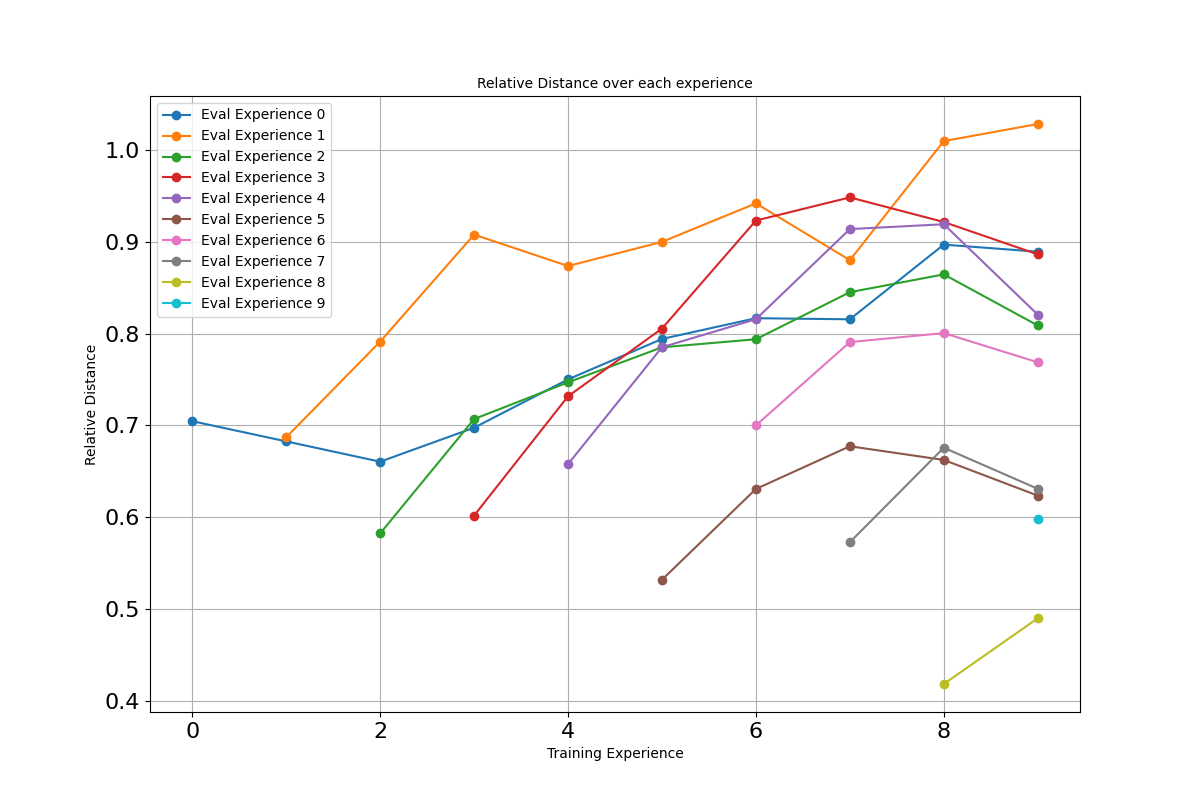 Relative Distance over each experience
Eval Experience 0
Eval Experience 1
Eval Experience 2
Eval Experience 3
Eval Experience 4
Eval Experience 5
Eval Experience 6
Eval Experience 7
Eval Experience 8
Eval Experience 9
1.0
0.9
0.8
0.7
0.6
0.5
0.4
Relative Distance
0 2 4 6 8
Training Experience